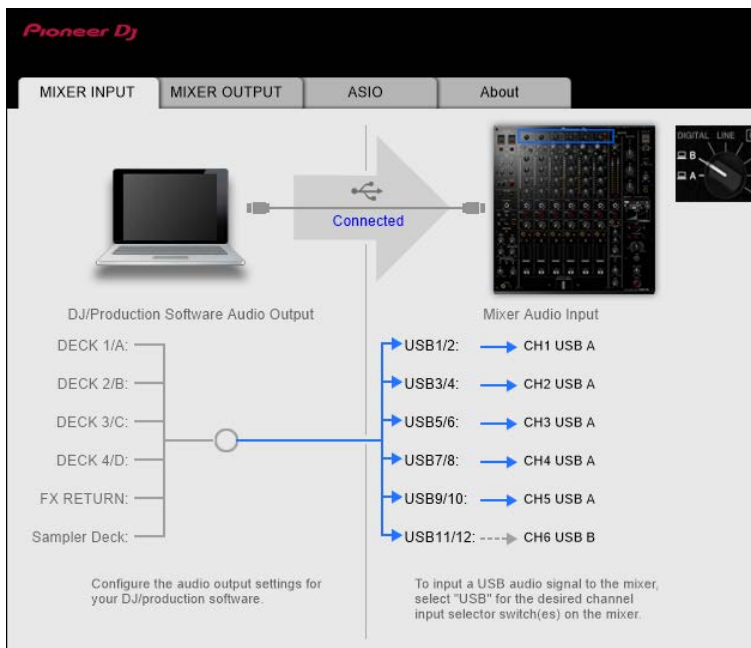 Pioneer Dj
MIXER INPUT
MIXER OUTPUT
ASIO
About
DIGITAL LINE
B
A
Connected
DJ/Production Software Audio Output
Mixer Audio Input
DECK 1/A:
DECK 2/B:
DECK 3/C:
DECK 4/D:
FX RETURN:
Sampler Deck:
USB1/2: CH1 USB A
USB3/4: CH2 USB A
USB5/6: CH3 USB A
USB7/8: CH4 USB A
USB9/10: CH5 USB A
USB11/12: CH6 USB B
Configure the audio output settings for
your DJ/production software.
To input a USB audio signal to the mixer,
select "USB" for the desired channel
input selector switch(es) on the mixer.